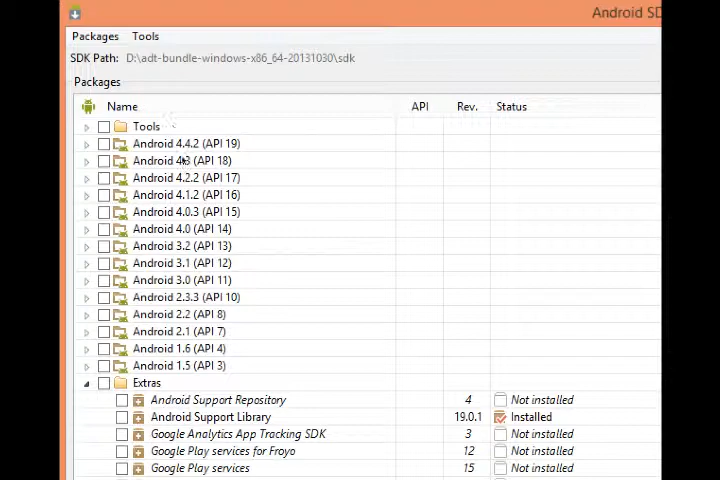 Android SD
Packages Tools
SDK Path: D:\adt-bundle-windows-x86_64-20131030\sdk
Packages
Name API Rev. Status
Tools
Android 4.4.2 (API 19)
Android 4.3 (API 18)
Android 4.2.2 (API 17)
Android 4.1.2 (API 16)
Android 4.0.3 (API 15)
Android 4.0 (API 14)
Android 3.2 (API 13)
Android 3.1 (API 12)
Android 3.0 (API 11)
Android 2.3.3 (API 10)
Android 2.2 (API 8)
Android 2.1 (API 7)
Android 1.6 (API 4)
Android 1.5 (API 3)
Extras
Android Support Repository 4 Not installed
Android Support Library 19.0.1 Installed
Google Analytics App Tracking SDK 3 Not installed
Google Play services for Froyo 12 Not installed
Google Play services 15 Not installed